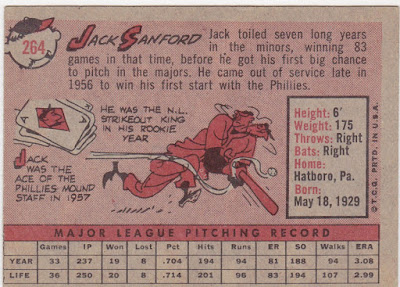 264
JACK SANFORD Jack toiled seven long years
in the minors, winning 83
games in that time, before he got his first big chance
to pitch in the majors. He came out of service late in
1956 to win his first start with the Phillies.
A
HE WAS THE N.L.
STRIKEOUT KING
IN HIS ROOKIE
YEAR
JACK
WAS THE
ACE OF THE
PHILLIES MOUND
STAFF IN 1957
Height: 6'
Weight: 175
Throws: Right
Bats: Right
Home:
Hatboro, Pa.
Born:
May 18, 1929
© T.C.G. PRTD. IN U.S.A.
MAJOR LEAGUE PITCHING RECORD
Games IP Won Lost Pct Hits Runs ER SO Walks ERA
YEAR 33 237 19 8 .704 194 94 81 188 94 3.08
LIFE 36 250 20 8 .714 201 96 83 194 107 2.99